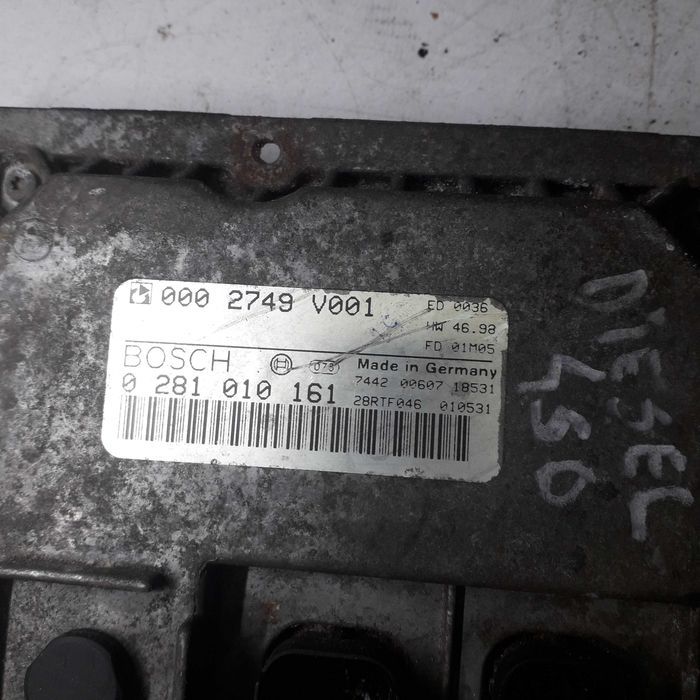 000 2749 V001
ED 0036
HW 46.98
FD 01M05
BOSCH
Made in Germany
0 281 010 161
7442 00607 18531
28RTF046 010531
DIESEL
456